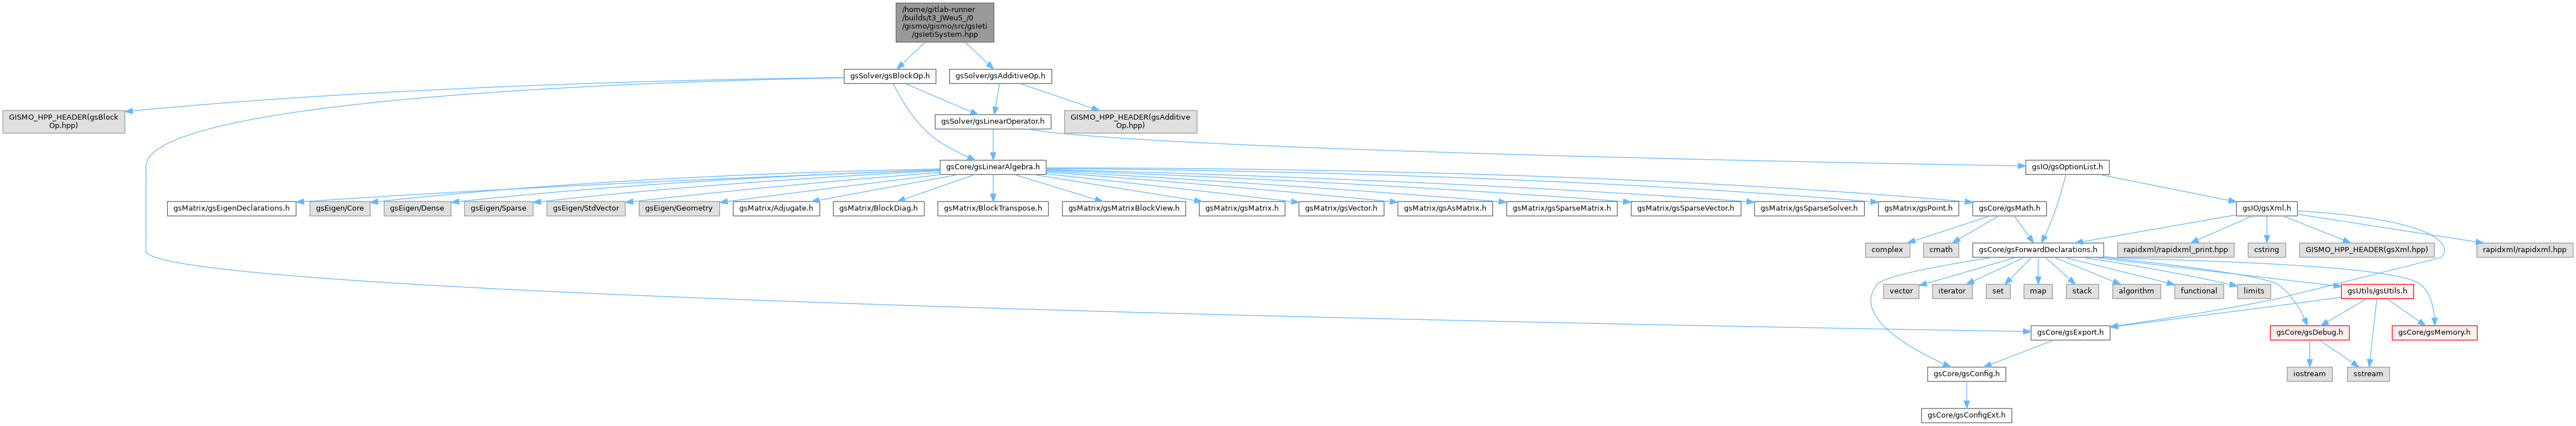 /home/gitlab-runner
/builds/t3_JWeu5_/0
/gismo/gismo/src/gsIeti
/gsIetiSystem.hpp
gsSolver/gsBlockOp.h
gsSolver/gsAdditiveOp.h
GISMO_HPP_HEADER(gsBlock
Op.hpp)
gsSolver/gsLinearOperator.h
GISMO_HPP_HEADER(gsAdditive
Op.hpp)
gsCore/gsLinearAlgebra.h
gsIO/gsOptionList.h
gsMatrix/gsEigenDeclarations.h
gsEigen/Core
gsEigen/Dense
gsEigen/Sparse
gsEigen/StdVector
gsEigen/Geometry
gsMatrix/Adjugate.h
gsMatrix/BlockDiag.h
gsMatrix/BlockTranspose.h
gsMatrix/gsMatrixBlockView.h
gsMatrix/gsMatrix.h
gsMatrix/gsVector.h
gsMatrix/gsAsMatrix.h
gsMatrix/gsSparseMatrix.h
gsMatrix/gsSparseVector.h
gsMatrix/gsSparseSolver.h
gsMatrix/gsPoint.h
gsCore/gsMath.h
gsIO/gsXml.h
complex
cmath
gsCore/gsForwardDeclarations.h
rapidxml/rapidxml_print.hpp
cstring
GISMO_HPP_HEADER(gsXml.hpp)
rapidxml/rapidxml.hpp
vector
iterator
set
map
stack
algorithm
functional
limits
gsUtils/gsUtils.h
gsCore/gsExport.h
gsCore/gsDebug.h
gsCore/gsMemory.h
gsCore/gsConfig.h
iostream
sstream
gsCore/gsConfigExt.h